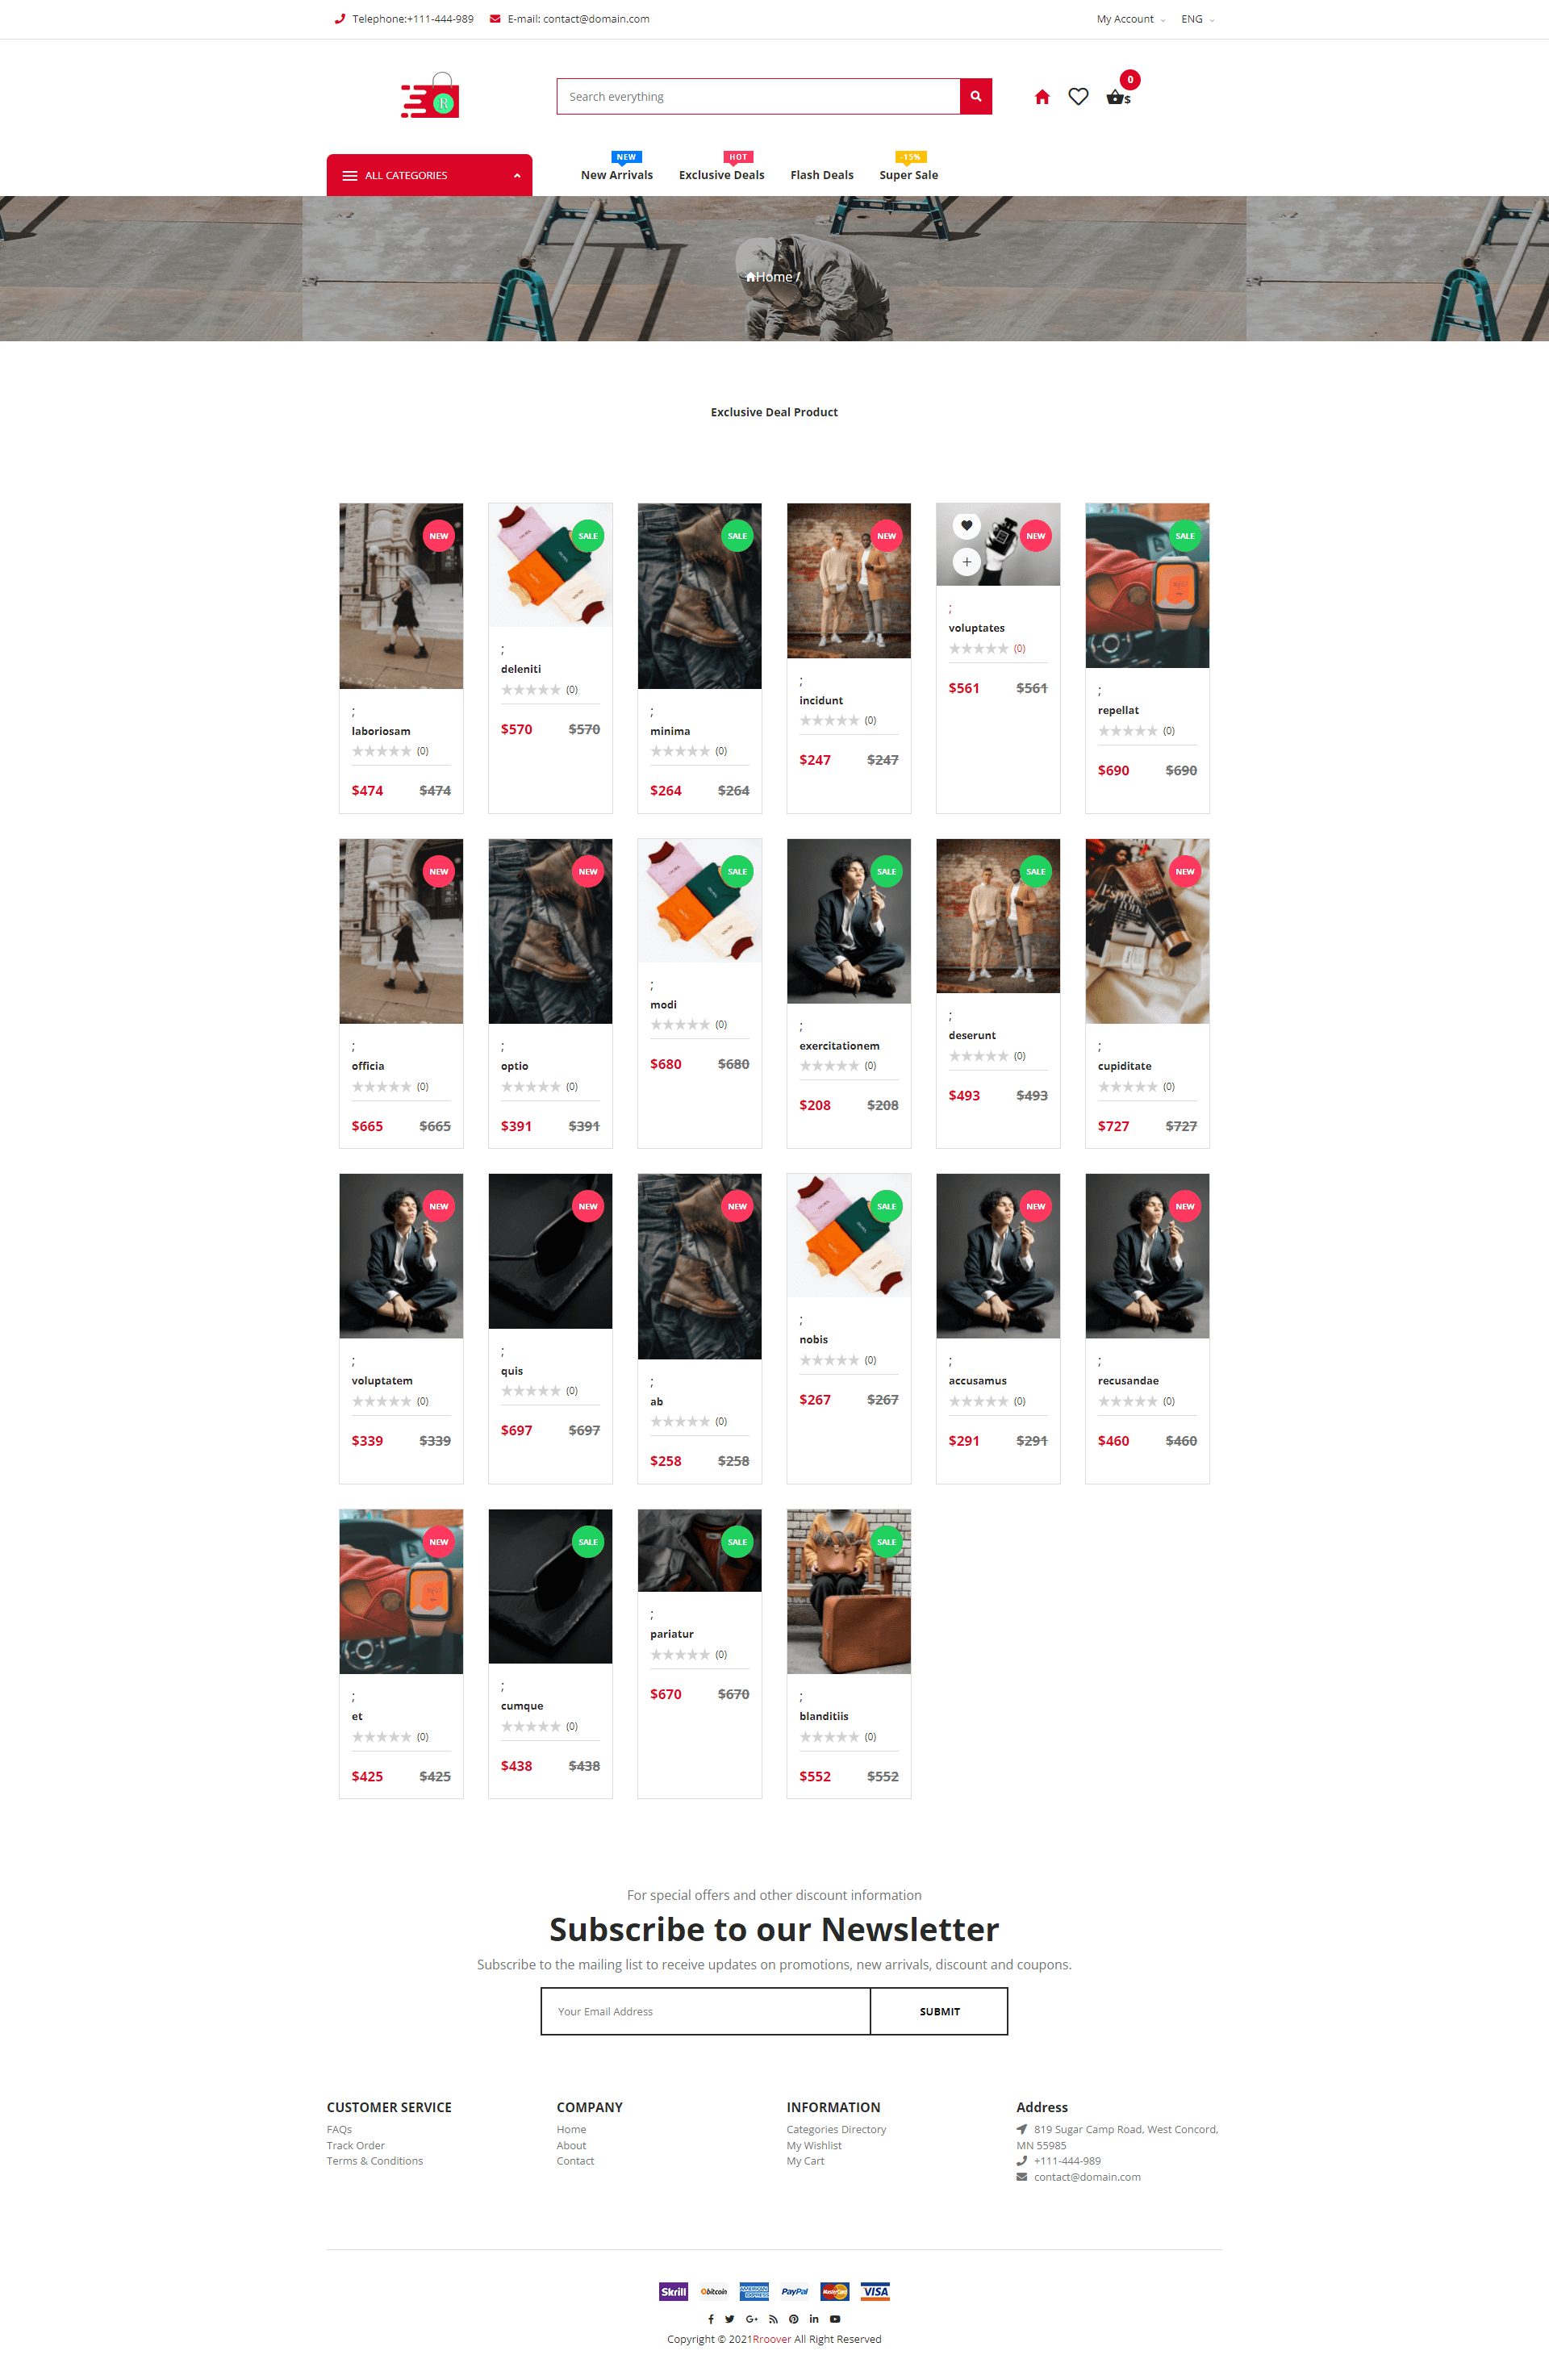 Telephone:+111-444-989 E-mail: contact@domain.com My Account ENG
0
R Search everything $
NEW HOT -15%
ALL CATEGORIES New Arrivals Exclusive Deals Flash Deals Super Sale
Home /
Exclusive Deal Product
NEW SALE SALE NEW NEW SALE
;
voluptates
(0)
$561 $561
;
deleniti
(0)
$570 $570
;
incidunt
(0)
$247 $247
;
repellat
(0)
$690 $690
;
laboriosam
(0)
$474 $474
;
minima
(0)
$264 $264
NEW NEW SALE SALE SALE NEW
;
officia
(0)
$665 $665
;
optio
(0)
$391 $391
;
modi
(0)
$680 $680
;
exercitationem
(0)
$208 $208
;
deserunt
(0)
$493 $493
;
cupiditate
(0)
$727 $727
NEW NEW NEW SALE NEW NEW
;
voluptatem
(0)
$339 $339
;
quis
(0)
$697 $697
;
ab
(0)
$258 $258
;
nobis
(0)
$267 $267
;
accusamus
(0)
$291 $291
;
recusandae
(0)
$460 $460
NEW SALE SALE SALE
;
et
(0)
$425 $425
;
cumque
(0)
$438 $438
;
pariatur
(0)
$670 $670
;
blanditiis
(0)
$552 $552
For special offers and other discount information
Subscribe to our Newsletter
Subscribe to the mailing list to receive updates on promotions, new arrivals, discount and coupons.
Your Email Address SUBMIT
CUSTOMER SERVICE
FAQs
Track Order
Terms & Conditions
COMPANY
Home
About
Contact
INFORMATION
Categories Directory
My Wishlist
My Cart
Address
819 Sugar Camp Road, West Concord,
MN 55985
+111-444-989
contact@domain.com
Skrill bitcoin AMERICAN EXPRESS PayPal MasterCard VISA
Copyright © 2021Rroover All Right Reserved